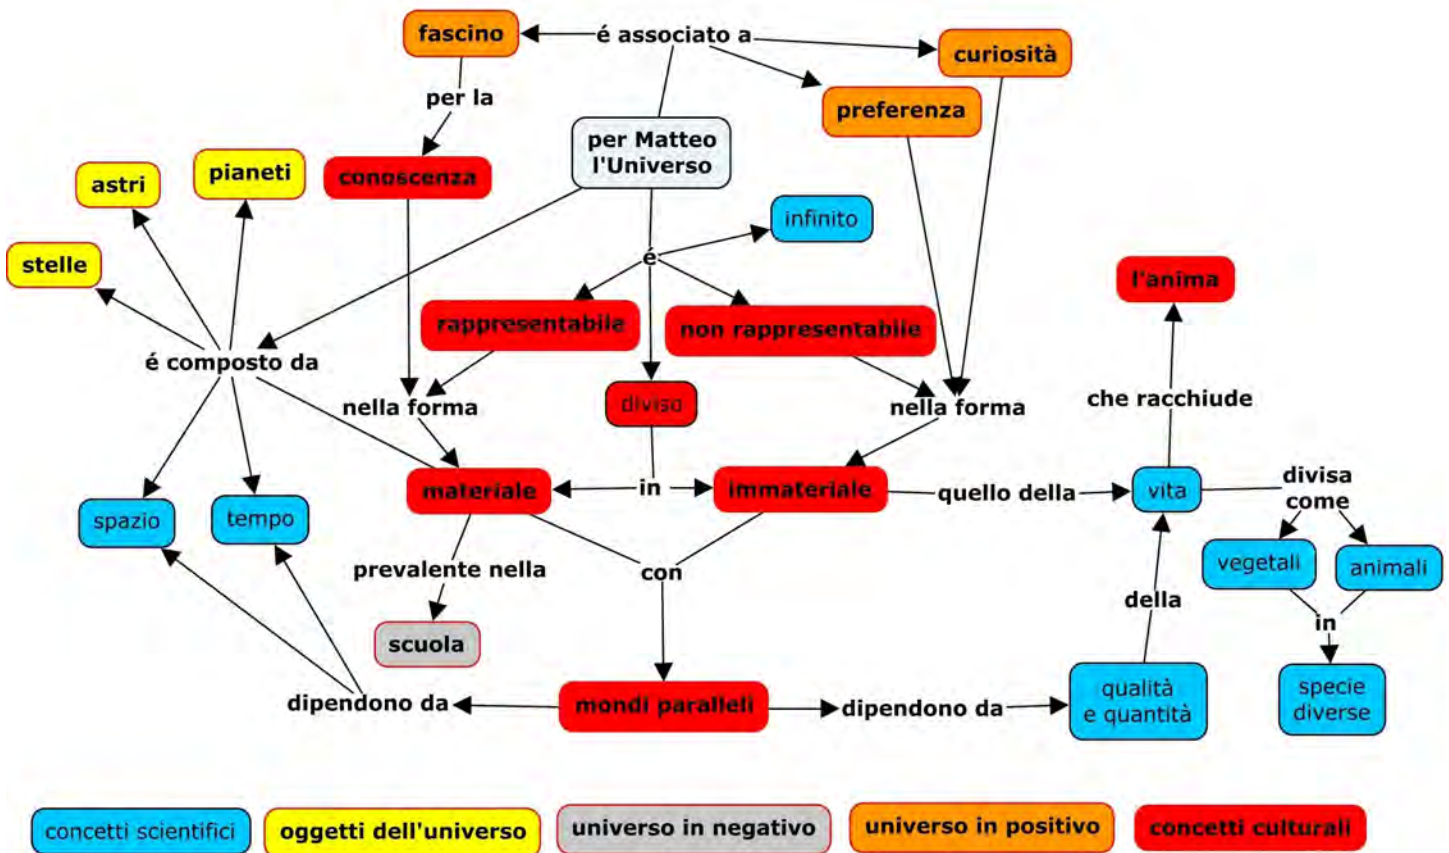 fascino
é associato a
curiosità
per la
preferenza
per Matteo
l'Universo
astri
pianeti
conoscenza
infinito
stelle
é
l'anima
rappresentabile
non rappresentabile
é composto da
nella forma
diviso
nella forma
che racchiude
materiale
in
immateriale
quello della
vita
divisa
come
spazio
tempo
prevalente nella
con
vegetali
animali
della
in
scuola
dipendono da
mondi paralleli
dipendono da
qualità
e quantità
specie
diverse
concetti scientifici
oggetti dell'universo
universo in negativo
universo in positivo
concetti culturali